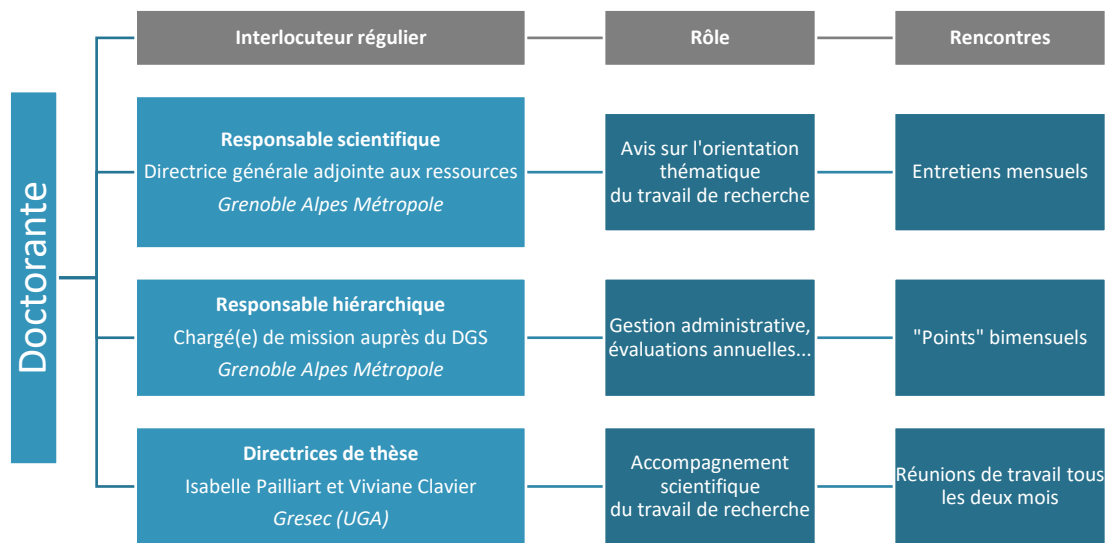 Doctorante
Interlocuteur régulier
Rôle
Rencontres
Responsable scientifique
Directrice générale adjointe aux ressources
Grenoble Alpes Métropole
Avis sur l'orientation
thématique
du travail de recherche
Entretiens mensuels
Responsable hiérarchique
Chargé(e) de mission auprès du DGS
Grenoble Alpes Métropole
Gestion administrative,
évaluations annuelles...
"Points" bimensuels
Directrices de thèse
Isabelle Pailliart et Viviane Clavier
Gresec (UGA)
Accompagnement
scientifique
du travail de recherche
Réunions de travail tous
les deux mois